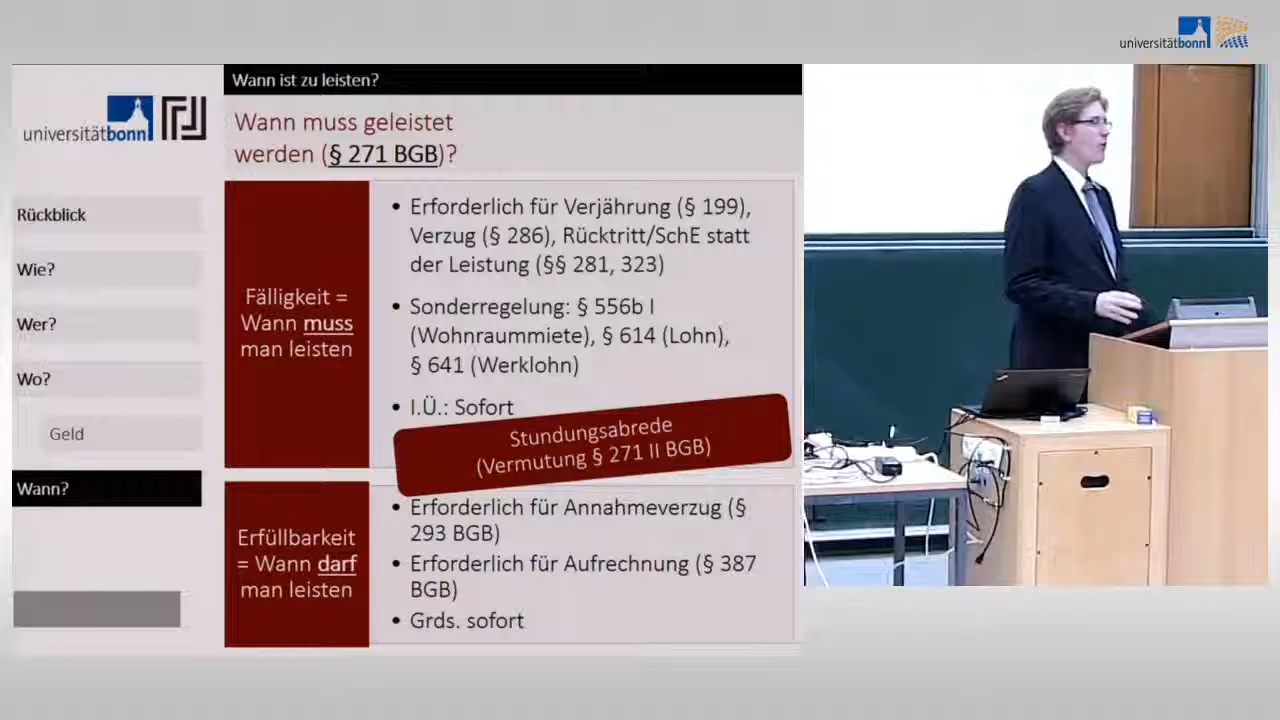 universitätbonn
Wann ist zu leisten?
universitätbonn
Wann muss geleistet
werden (§ 271 BGB)?
Rückblick
Wie?
Wer?
Wo?
Geld
Wann?
Fälligkeit =
Wann muss
man leisten
• Erforderlich für Verjährung (§ 199),
Verzug (§ 286), Rücktritt/SchE statt
der Leistung (§§ 281, 323)
• Sonderregelung: § 556b I
(Wohnraummiete), § 614 (Lohn),
§ 641 (Werklohn)
• I.Ü.: Sofort
Stundungsabrede
(Vermutung § 271 II BGB)
Erfüllbarkeit
= Wann darf
man leisten
• Erforderlich für Annahmeverzug (§
293 BGB)
• Erforderlich für Aufrechnung (§ 387
BGB)
• Grds. sofort